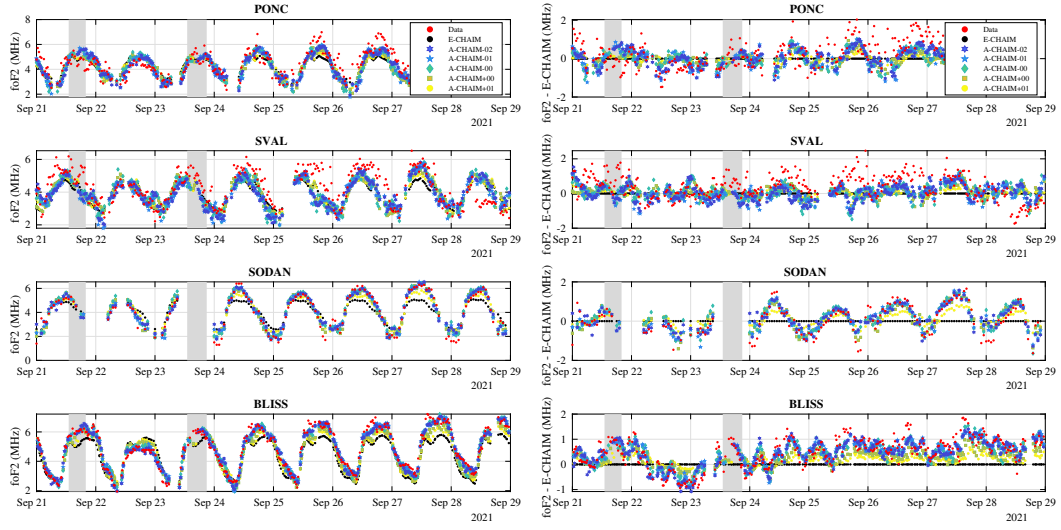 PONC
foF2 (MHz)
2
4
6
Sep 21
Sep 22
Sep 23
Sep 24
Sep 25
Sep 26
Sep 27
Sep 28
Sep 29
2021
Data
E-CHAIM
A-CHAIM-02
A-CHAIM-01
A-CHAIM-00
A-CHAIM+00
A-CHAIM+01
PONC
foF2 - E-CHAIM (MHz)
-2
0
2
Sep 21
Sep 22
Sep 23
Sep 24
Sep 25
Sep 26
Sep 27
Sep 28
Sep 29
2021
Data
E-CHAIM
A-CHAIM-02
A-CHAIM-01
A-CHAIM-00
A-CHAIM+00
A-CHAIM+01
SVAL
foF2 (MHz)
2
4
6
Sep 21
Sep 22
Sep 23
Sep 24
Sep 25
Sep 26
Sep 27
Sep 28
Sep 29
2021
SVAL
foF2 - E-CHAIM (MHz)
-2
0
2
Sep 21
Sep 22
Sep 23
Sep 24
Sep 25
Sep 26
Sep 27
Sep 28
Sep 29
2021
SODAN
foF2 (MHz)
2
4
6
Sep 21
Sep 22
Sep 23
Sep 24
Sep 25
Sep 26
Sep 27
Sep 28
Sep 29
2021
SODAN
foF2 - E-CHAIM (MHz)
-2
0
2
Sep 21
Sep 22
Sep 23
Sep 24
Sep 25
Sep 26
Sep 27
Sep 28
Sep 29
2021
BLISS
foF2 (MHz)
2
4
6
Sep 21
Sep 22
Sep 23
Sep 24
Sep 25
Sep 26
Sep 27
Sep 28
Sep 29
2021
BLISS
foF2 - E-CHAIM (MHz)
-1
0
1
2
Sep 21
Sep 22
Sep 23
Sep 24
Sep 25
Sep 26
Sep 27
Sep 28
Sep 29
2021